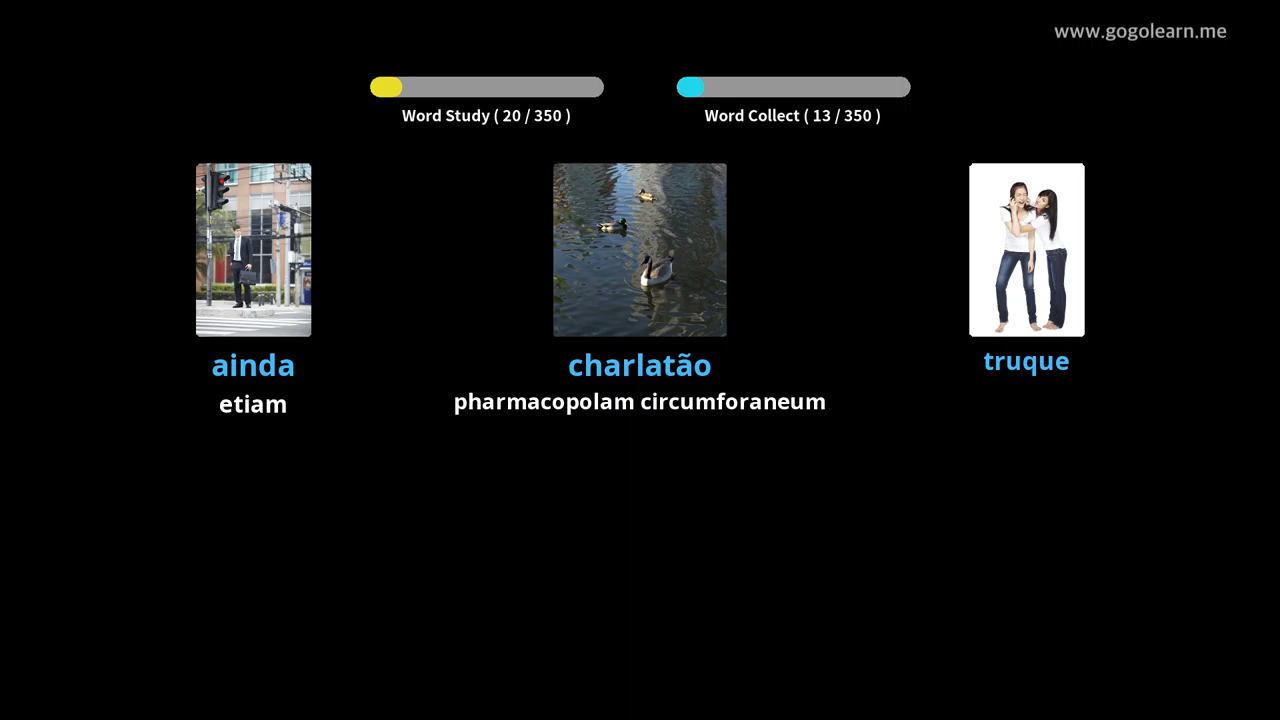 www.gogolearn.me
Word Study ( 20 / 350 )
Word Collect ( 13 / 350 )
ainda
etiam
charlatão
pharmacopolam circumforaneum
truque